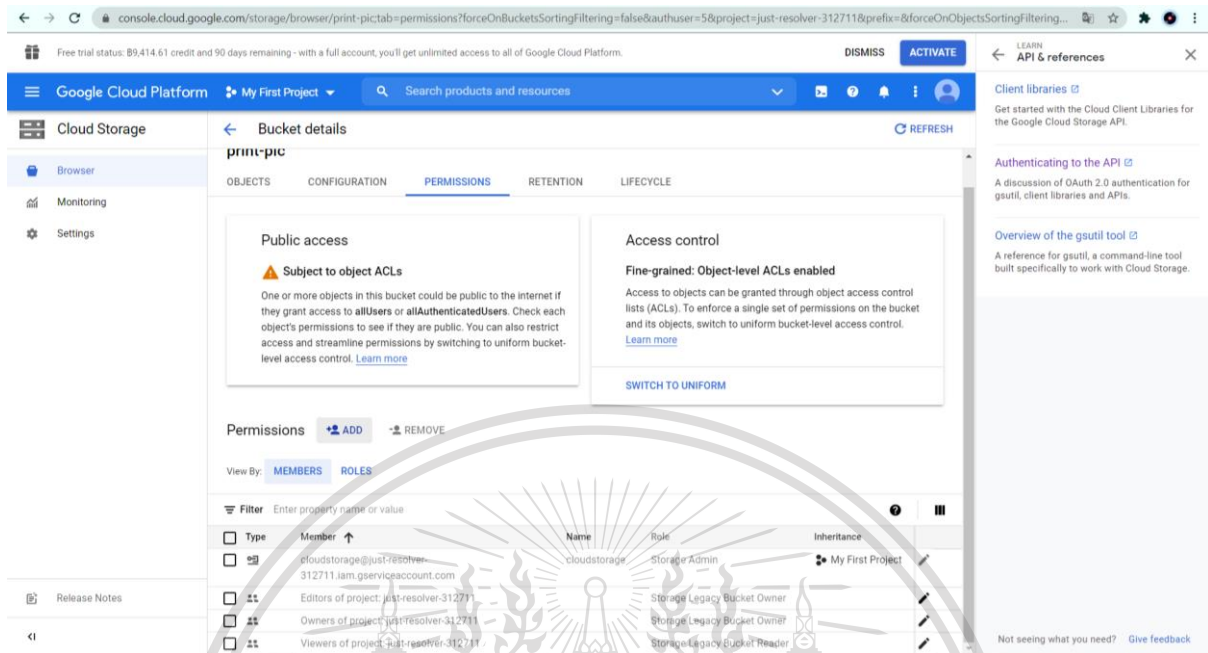 console.cloud.google.com/storage/browser/print-pic;tab=permissions?forceOnBucketsSortingFiltering=false&authuser=5&project=just-resolver-312711&prefix=&forceOnObjectsSortingFiltering...
Free trial status: ฿9,414.61 credit and 90 days remaining - with a full account, you'll get unlimited access to all of Google Cloud Platform.
DISMISS
ACTIVATE
LEARN
API & references
Google Cloud Platform
My First Project
Search products and resources
Client libraries
Get started with the Cloud Client Libraries for
the Google Cloud Storage API.
Cloud Storage
Bucket details
REFRESH
print-pic
Authenticating to the API
A discussion of OAuth 2.0 authentication for
gsutil, client libraries and APIs.
Browser
Monitoring
Settings
OBJECTS
CONFIGURATION
PERMISSIONS
RETENTION
LIFECYCLE
Overview of the gsutil tool
A reference for gsutil, a command-line tool
built specifically to work with Cloud Storage.
Public access
Subject to object ACLs
One or more objects in this bucket could be public to the internet if
they grant access to allUsers or allAuthenticatedUsers. Check each
object's permissions to see if they are public. You can also restrict
access and streamline permissions by switching to uniform bucket-
level access control. Learn more
Access control
Fine-grained: Object-level ACLs enabled
Access to objects can be granted through object access control
lists (ACLs). To enforce a single set of permissions on the bucket
and its objects, switch to uniform bucket-level access control.
Learn more
SWITCH TO UNIFORM
Permissions
ADD
REMOVE
View By:
MEMBERS
ROLES
Filter
Enter property name or value
Type
Member
Name
Role
Inheritance
cloudstorage@just-resolver-
312711.iam.gserviceaccount.com
cloudstorage
Storage Admin
My First Project
Editors of project: just-resolver-312711
Storage Legacy Bucket Owner
Owners of project: just-resolver-312711
Storage Legacy Bucket Owner
Viewers of project: just-resolver-312711
Storage Legacy Bucket Reader
Release Notes
Not seeing what you need?
Give feedback